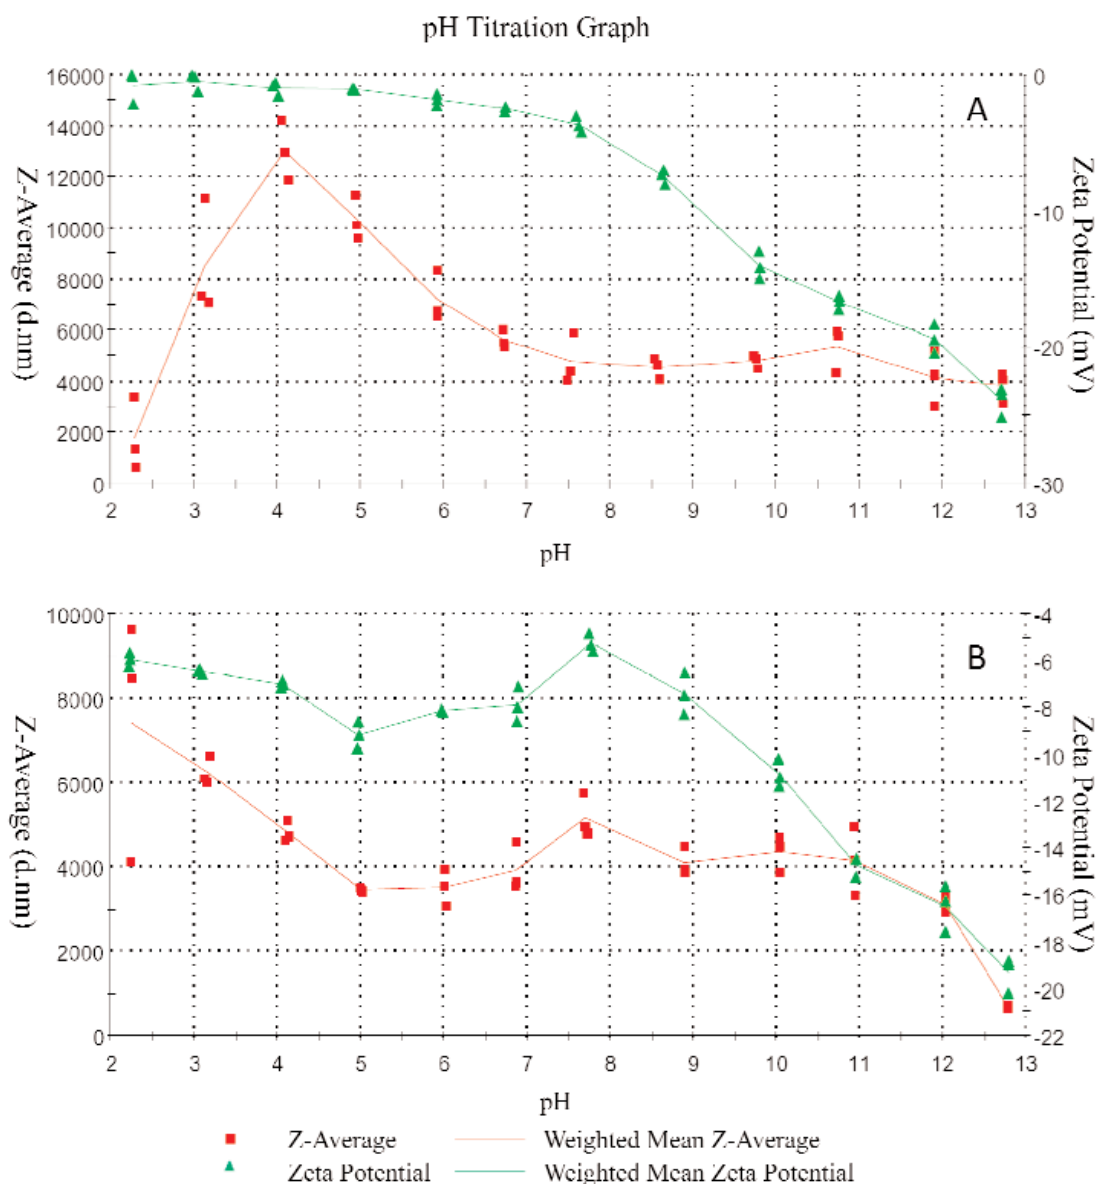 pH Titration Graph
16000
14000
12000
10000
8000
6000
4000
2000
0
Z-Average (d.nm)
A
0
-10
-20
-30
Zeta Potential (mV)
2 3 4 5 6 7 8 9 10 11 12 13
pH
10000
8000
6000
4000
2000
0
Z-Average (d.nm)
B
-4
-6
-8
-10
-12
-14
-16
-18
-20
-22
Zeta Potential (mV)
2 3 4 5 6 7 8 9 10 11 12 13
pH
Z-Average Weighted Mean Z-Average
Zeta Potential Weighted Mean Zeta Potential